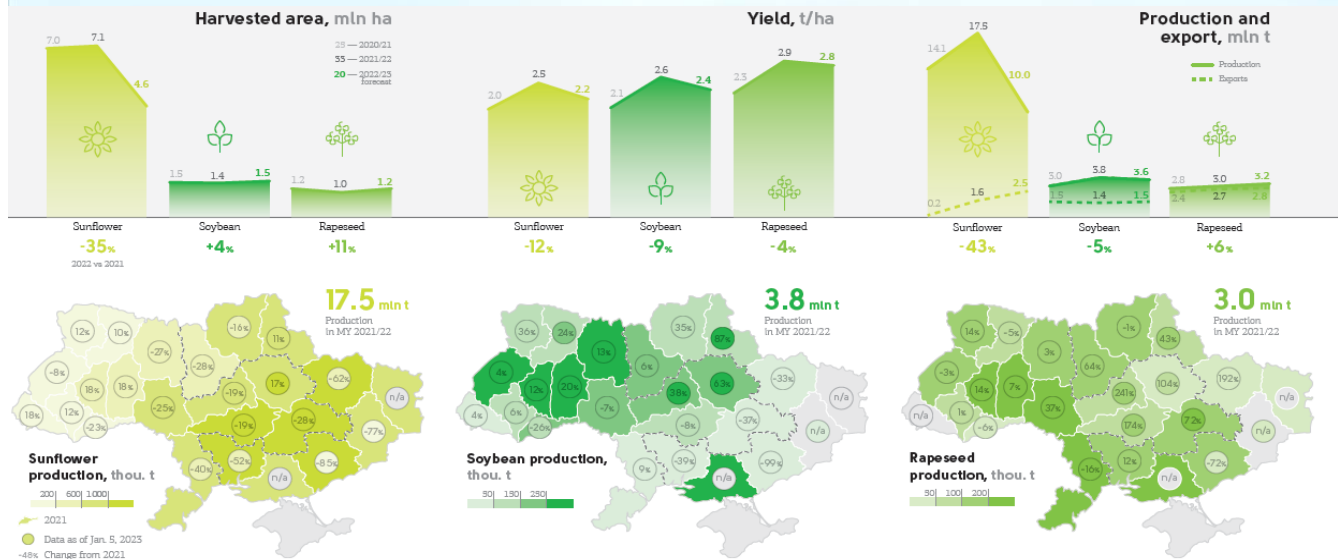 Harvested area, mln ha
7.0
7.1
4.6
25 — 2020/21
55 — 2021/22
20 — 2022/23
forecast
1.5
1.4
1.5
1.2
1.0
1.2
Sunflower
-35%
2022 vs 2021
Soybean
+4%
Rapeseed
+11%
Yield, t/ha
2.0
2.5
2.2
2.1
2.6
2.4
2.3
2.9
2.8
Sunflower
-12%
Soybean
-9%
Rapeseed
-4%
Production and
export, mln t
Production
Exports
14.1
17.5
10.0
0.2
1.6
2.5
3.0
3.8
3.6
1.5
1.4
1.5
2.8
3.0
3.2
2.4
2.7
2.8
Sunflower
-43%
Soybean
-5%
Rapeseed
+6%
17.5 mln t
Production
in MY 2021/22
12%
10%
-27%
-28%
-16%
11%
-8%
18%
18%
-25%
-19%
17%
-62%
n/a
18%
12%
-23%
-19%
-28%
-77%
-40%
-52%
n/a
-85%
Sunflower
production, thou. t
200 600 1 000
2021
Data as of Jan. 5, 2023
-48% Change from 2021
3.8 mln t
Production
in MY 2021/22
36%
24%
13%
6%
35%
87%
4%
12%
20%
-7%
38%
63%
-33%
n/a
4%
6%
-26%
-8%
-37%
n/a
9%
-39%
n/a
-99%
Soybean production,
thou. t
50 150 250
3.0 mln t
Production
in MY 2021/22
14%
-5%
3%
64%
-1%
43%
-3%
14%
7%
37%
241%
104%
192%
n/a
n/a
1%
-6%
174%
72%
n/a
-16%
12%
n/a
-72%
Rapeseed
production, thou. t
50 100 200